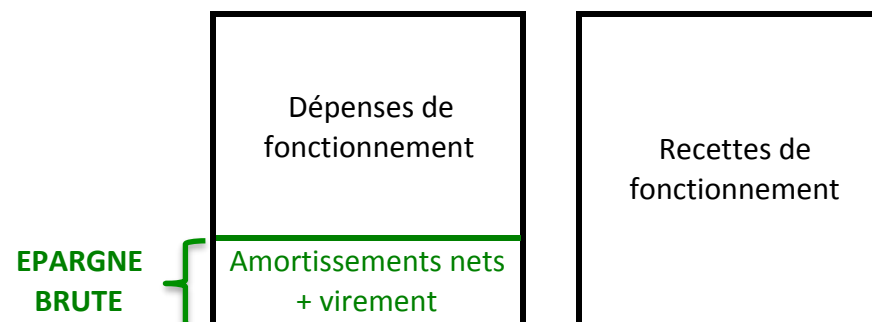 Dépenses de
fonctionnement
Recettes de
fonctionnement
EPARGNE
BRUTE
Amortissements nets
+ virement